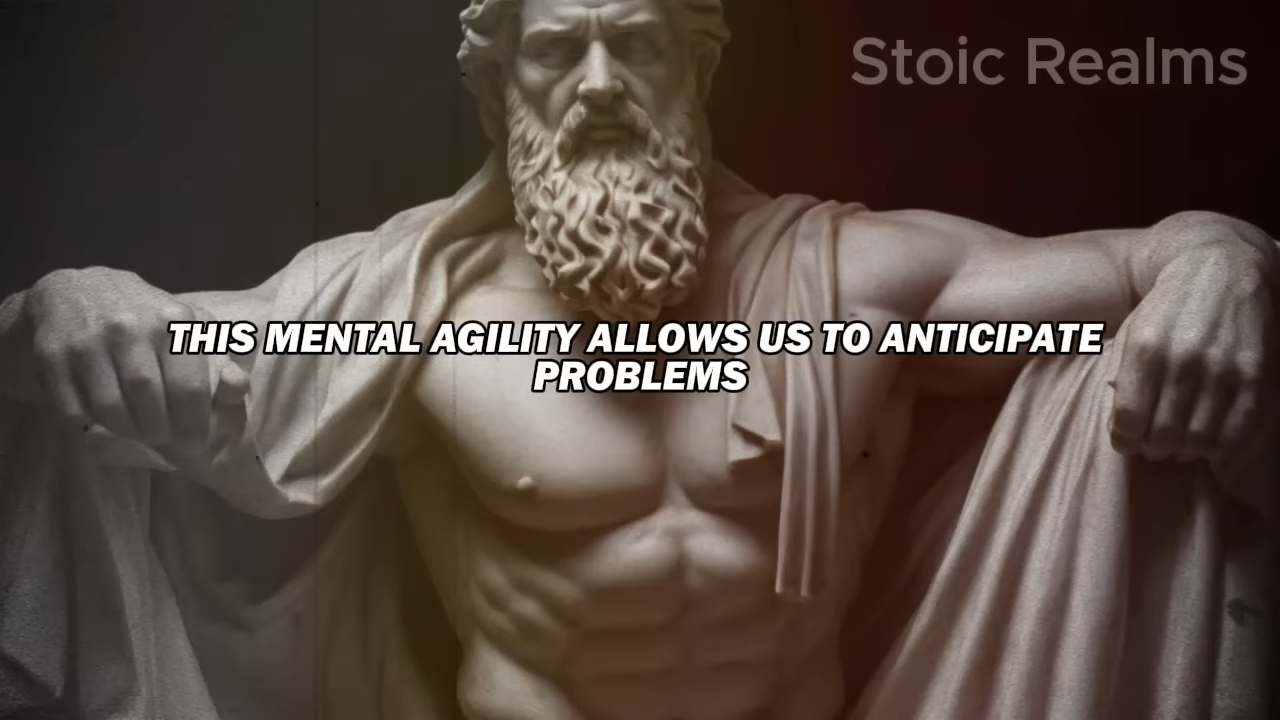 Stoic Realms
THIS MENTAL AGILITY ALLOWS US TO ANTICIPATE
PROBLEMS